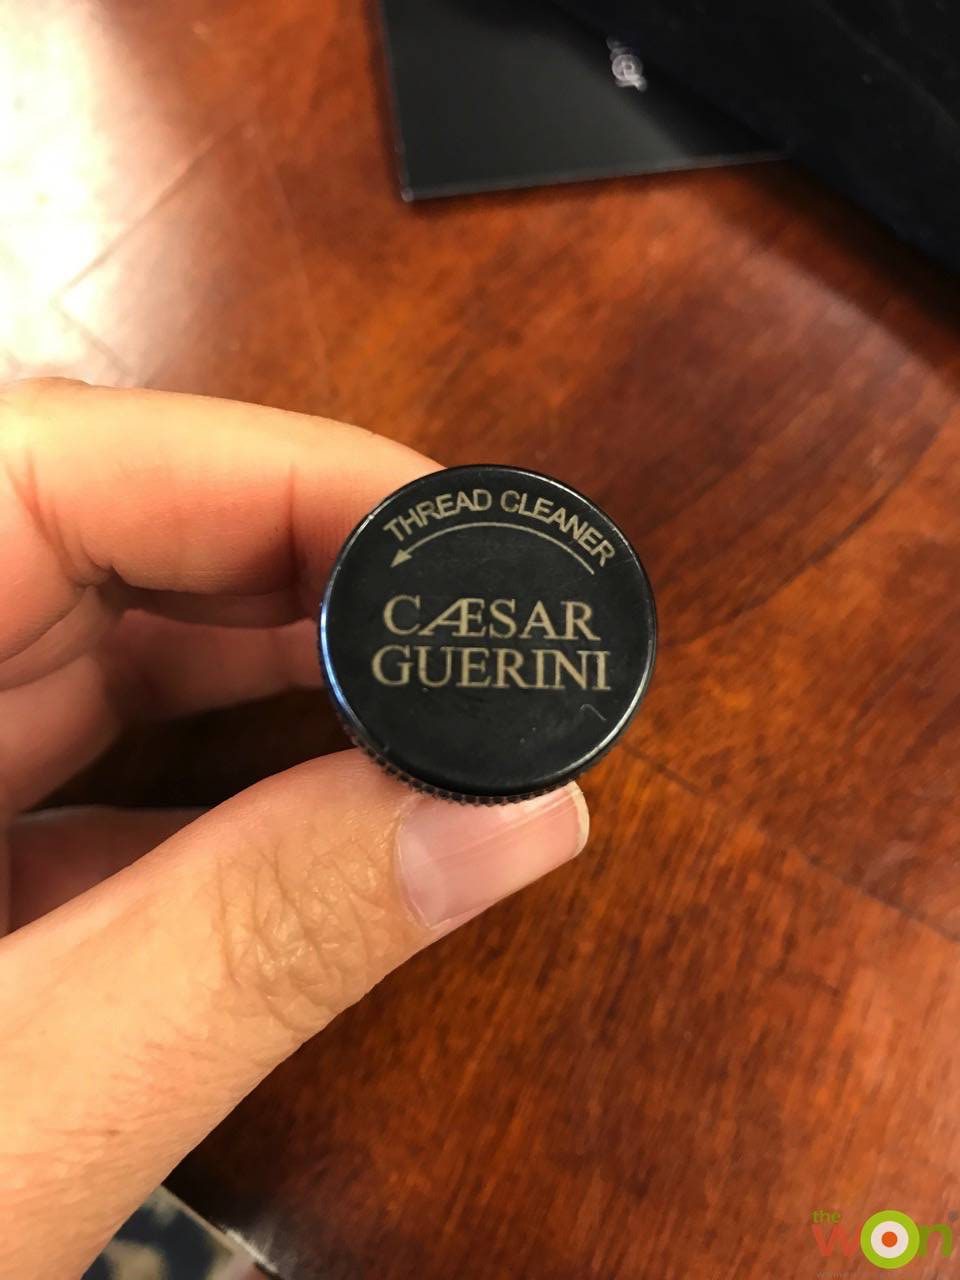 THREAD CLEANER
CÆSAR
GUERINI
the
won